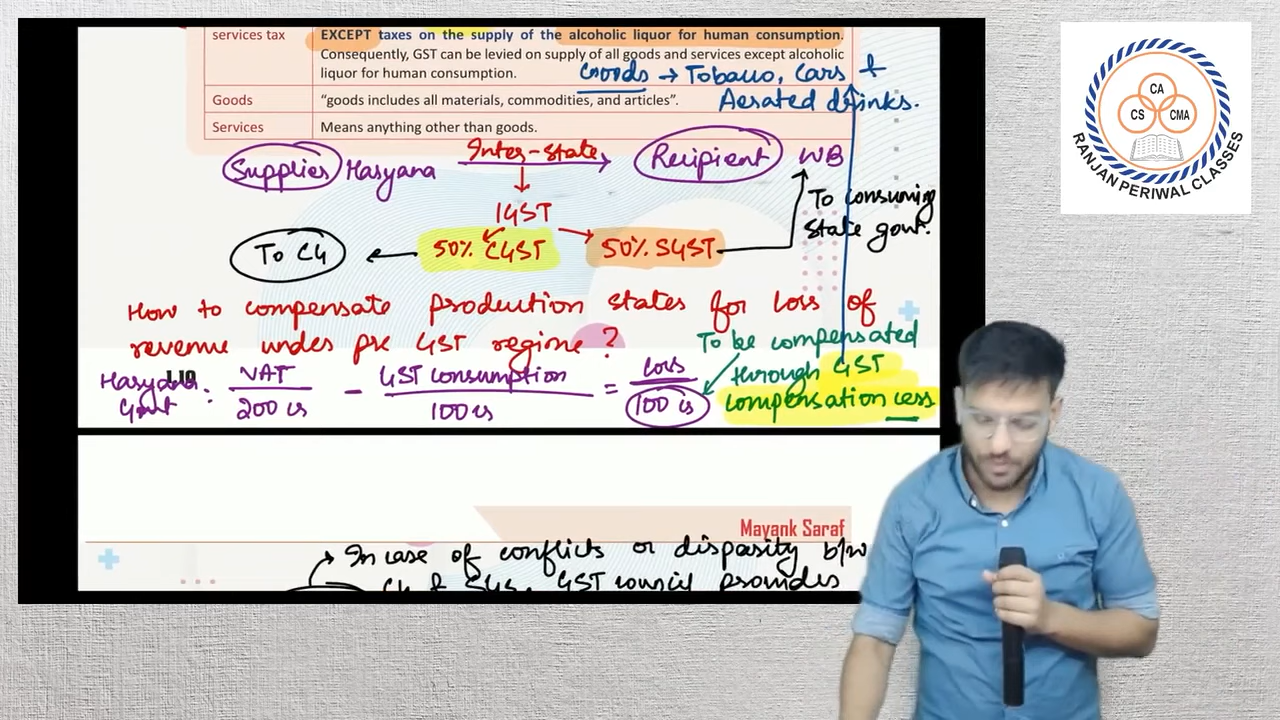 services tax
EXCEPT taxes on the supply of the alcoholic liquor for human consumption.
Consequently, GST can be levied on supply of all goods and services except alcoholic
liquor for human consumption.
Goods → Tobacco, Cars +
Aerated drinks.
Goods
"goods includes all materials, commodities, and articles".
Services
Means anything other than goods.
Supplier Haryana Inter-state Recipient WB
To consuming
state govt.
IGST
To CG 50% CGST 50% SGST
How to compensate production states for loss of
revenue under pre GST regime?
To be compensated
through GST
compensation cess
Haryana
Govt : VAT - GST consumption = Loss
200 cs 100 cs 100 cs
Mayank Saraf
→ In case of conflicts or disparity b/w
CG & SGs, GST council provides
CA
CS
CMA
RANJAN PERIWAL CLASSES